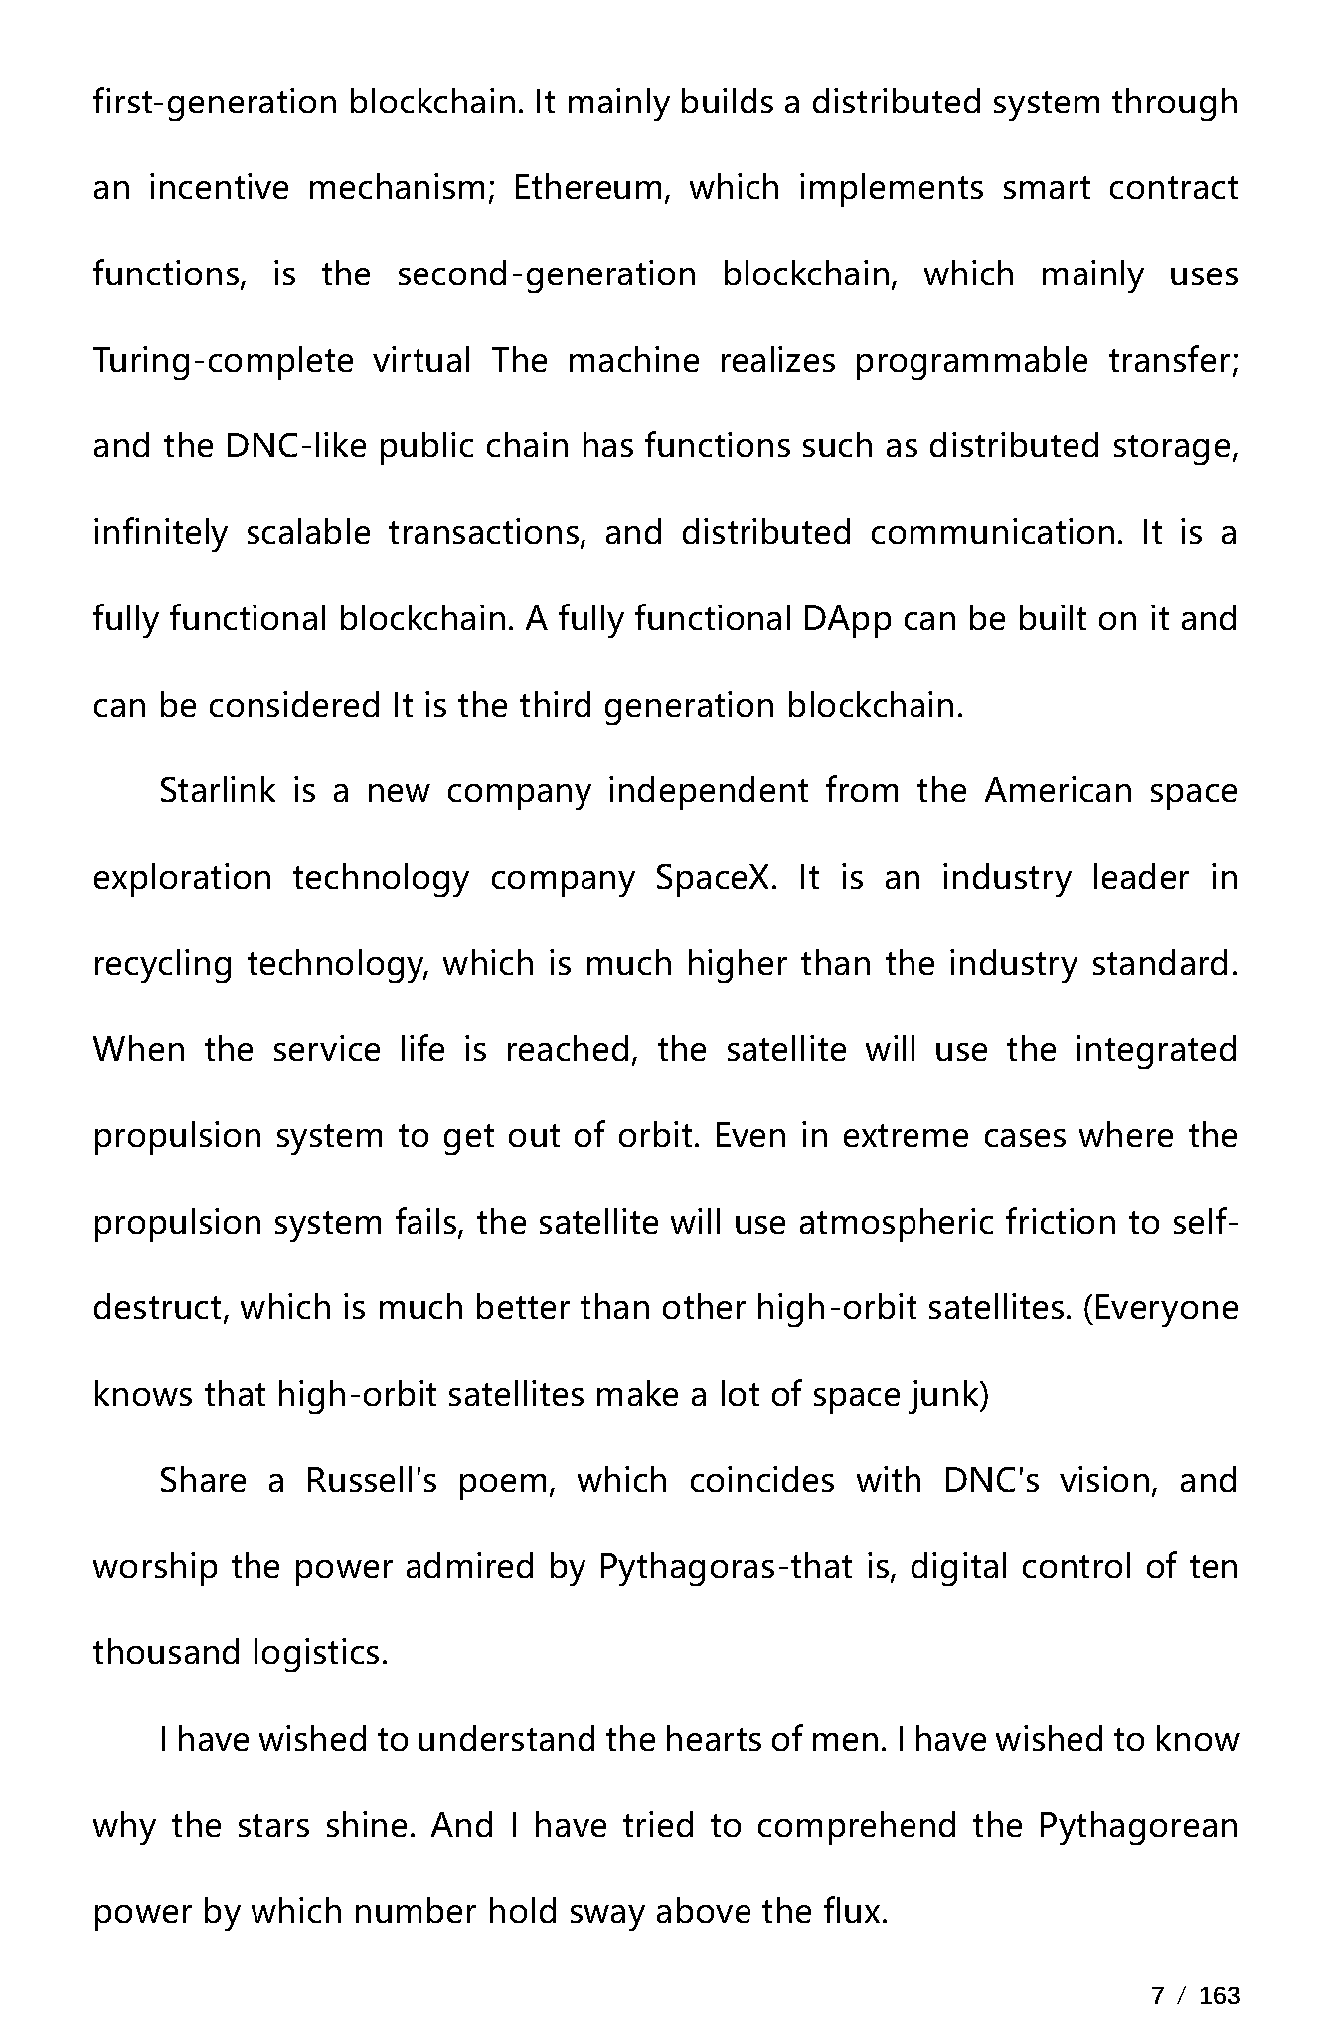 first-generation blockchain. It mainly builds a distributed system through
an incentive mechanism; Ethereum, which implements smart contract
functions, is the second-generation blockchain, which mainly uses
Turing-complete virtual The machine realizes programmable transfer;
and the DNC-like public chain has functions such as distributed storage,
infinitely scalable transactions, and distributed communication. It is a
fully functional blockchain. A fully functional DApp can be built on it and
can be considered It is the third generation blockchain.
Starlink is a new company independent from the American space
exploration technology company SpaceX. It is an industry leader in
recycling technology, which is much higher than the industry standard.
When the service life is reached, the satellite will use the integrated
propulsion system to get out of orbit. Even in extreme cases where the
propulsion system fails, the satellite will use atmospheric friction to self-
destruct, which is much better than other high-orbit satellites. (Everyone
knows that high-orbit satellites make a lot of space junk)
Share a Russell's poem, which coincides with DNC's vision, and
worship the power admired by Pythagoras-that is, digital control of ten
thousand logistics.
I have wished to understand the hearts of men. I have wished to know
why the stars shine. And I have tried to comprehend the Pythagorean
power by which number hold sway above the flux.
7 / 163